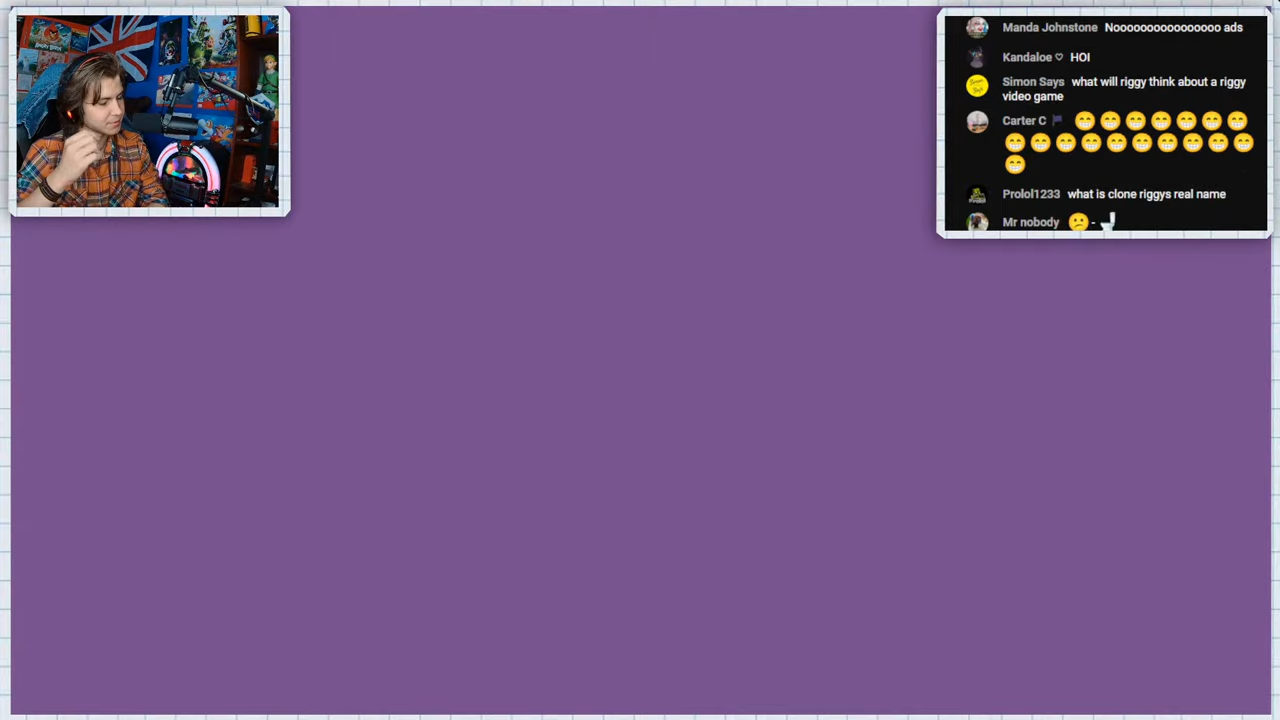 Manda Johnstone Nooooooooooooooooo ads
Kandaloe ♡ HOI
Simon Says what will riggy think about a riggy
video game
Carter C 😁😁😁😁😁😁😁
😁😁😁😁😁😁😁😁😁😁
😁
Prolol1233 what is clone riggys real name
Mr nobody 😕- 🚽